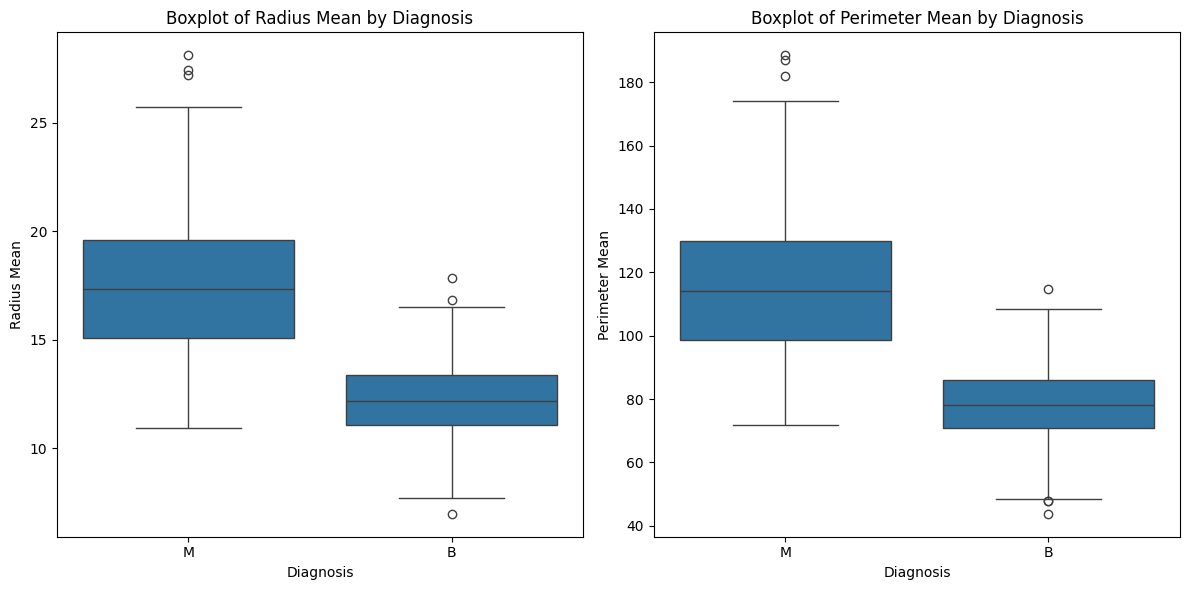 Boxplot of Radius Mean by Diagnosis
Radius Mean
25
20
15
10
M
B
Diagnosis
Boxplot of Perimeter Mean by Diagnosis
Perimeter Mean
180
160
140
120
100
80
60
40
M
B
Diagnosis